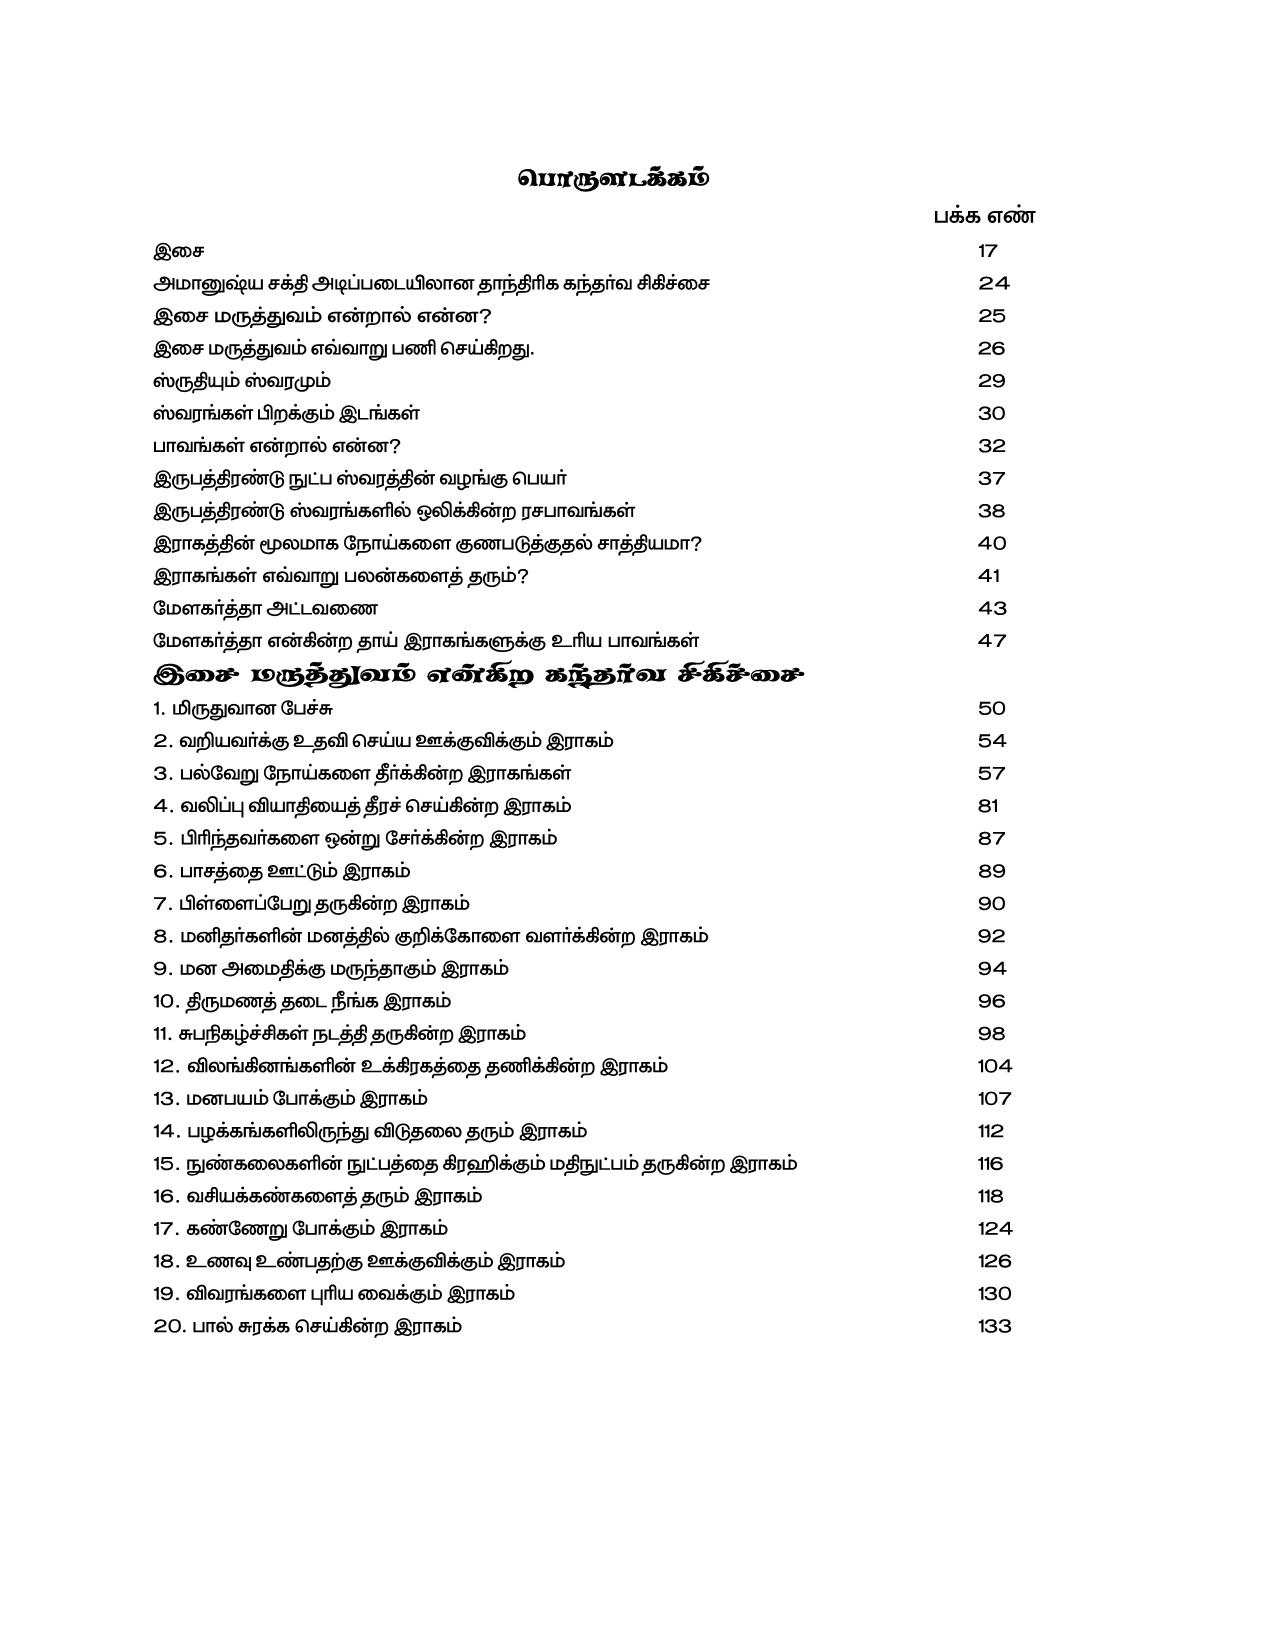 பொருளடக்கம்
பக்க எண்
இசை 17
அமானுஷ்ய சக்தி அடிப்படையிலான தாந்திரிக கந்தர்வ சிகிச்சை 24
இசை மருத்துவம் என்றால் என்ன? 25
இசை மருத்துவம் எவ்வாறு பணி செய்கிறது. 26
ஸ்ருதியும் ஸ்வரமும் 29
ஸ்வரங்கள் பிறக்கும் இடங்கள் 30
பாவங்கள் என்றால் என்ன? 32
இருபத்திரண்டு நுட்ப ஸ்வரத்தின் வழங்கு பெயர் 37
இருபத்திரண்டு ஸ்வரங்களில் ஒலிக்கின்ற ரசபாவங்கள் 38
இராகத்தின் மூலமாக நோய்களை குணபடுத்குதல் சாத்தியமா? 40
இராகங்கள் எவ்வாறு பலன்களைத் தரும்? 41
மேளகர்த்தா அட்டவணை 43
மேளகர்த்தா என்கின்ற தாய் இராகங்களுக்கு உரிய பாவங்கள் 47
இசை மருத்துவம் என்கிற கந்தர்வ சிகிச்சை
1. மிருதுவான பேச்சு 50
2. வறியவர்க்கு உதவி செய்ய ஊக்குவிக்கும் இராகம் 54
3. பல்வேறு நோய்களை தீர்க்கின்ற இராகங்கள் 57
4. வலிப்பு வியாதியைத் தீரச் செய்கின்ற இராகம் 81
5. பிரிந்தவர்களை ஒன்று சேர்க்கின்ற இராகம் 87
6. பாசத்தை ஊட்டும் இராகம் 89
7. பிள்ளைப்பேறு தருகின்ற இராகம் 90
8. மனிதர்களின் மனத்தில் குறிக்கோளை வளர்க்கின்ற இராகம் 92
9. மன அமைதிக்கு மருந்தாகும் இராகம் 94
10. திருமணத் தடை நீங்க இராகம் 96
11. சுபநிகழ்ச்சிகள் நடத்தி தருகின்ற இராகம் 98
12. விலங்கினங்களின் உக்கிரகத்தை தணிக்கின்ற இராகம் 104
13. மனபயம் போக்கும் இராகம் 107
14. பழக்கங்களிலிருந்து விடுதலை தரும் இராகம் 112
15. நுண்கலைகளின் நுட்பத்தை கிரஹிக்கும் மதிநுட்பம் தருகின்ற இராகம் 116
16. வசியக்கண்களைத் தரும் இராகம் 118
17. கண்ணேறு போக்கும் இராகம் 124
18. உணவு உண்பதற்கு ஊக்குவிக்கும் இராகம் 126
19. விவரங்களை புரிய வைக்கும் இராகம் 130
20. பால் சுரக்க செய்கின்ற இராகம் 133